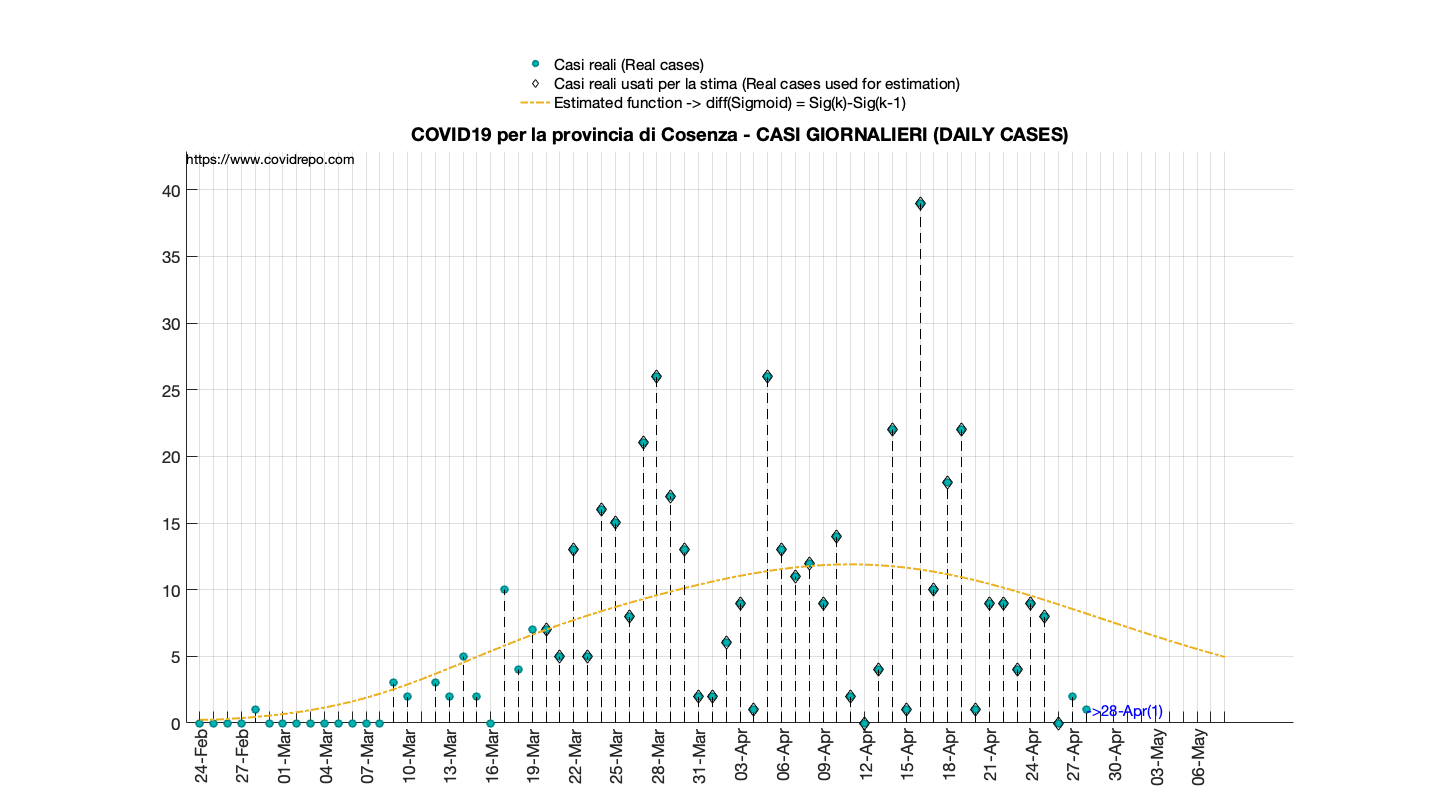 Casi reali (Real cases)
Casi reali usati per la stima (Real cases used for estimation)
Estimated function -> diff(Sigmoid) = Sig(k)-Sig(k-1)
COVID19 per la provincia di Cosenza - CASI GIORNALIERI (DAILY CASES)
https://www.covidrepo.com
40
35
30
25
20
15
10
5
0
->28-Apr(1)
24-Feb
27-Feb
01-Mar
04-Mar
07-Mar
10-Mar
13-Mar
16-Mar
19-Mar
22-Mar
25-Mar
28-Mar
31-Mar
03-Apr
06-Apr
09-Apr
12-Apr
15-Apr
18-Apr
21-Apr
24-Apr
27-Apr
30-Apr
03-May
06-May